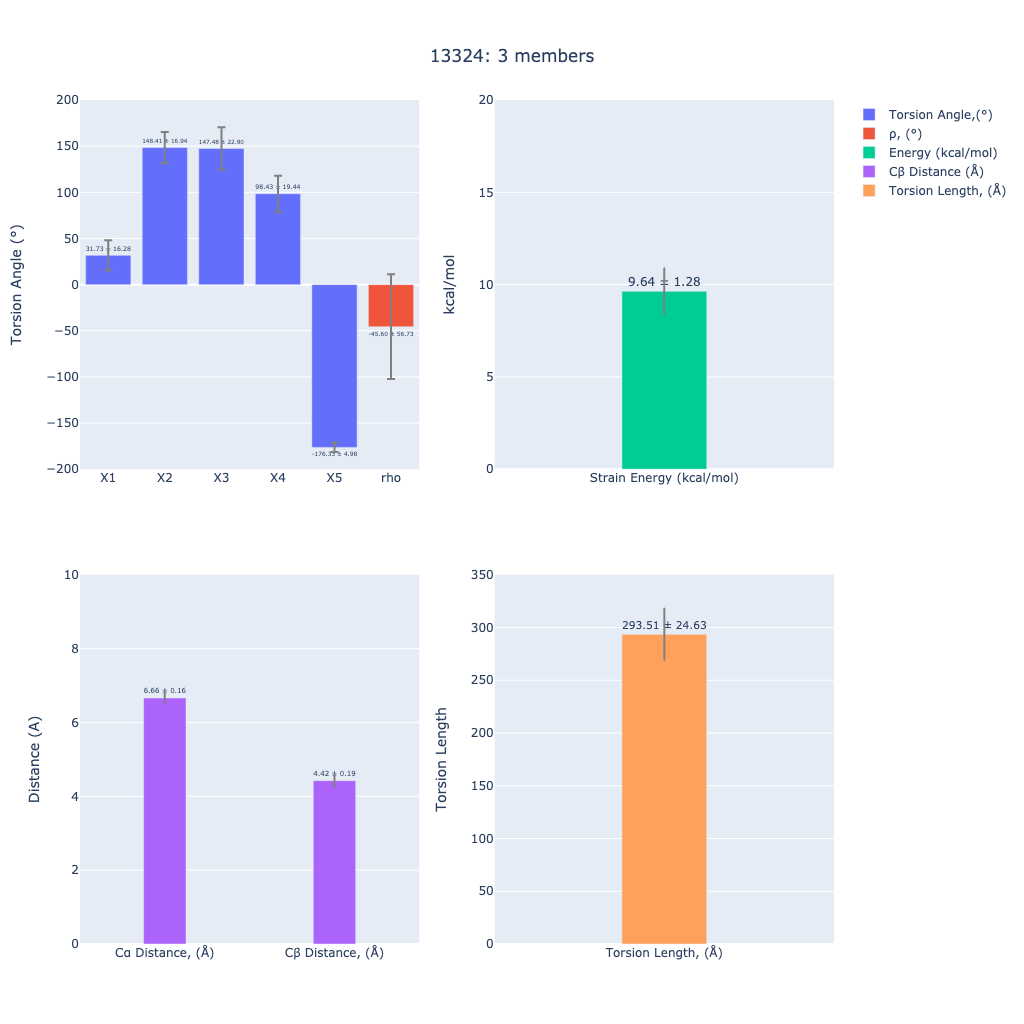 13324: 3 members
Torsion Angle (°)
200
150
100
50
0
−50
−100
−150
−200
31.73 ± 16.28
148.41 ± 16.94
147.48 ± 22.90
98.43 ± 19.44
-176.33 ± 4.98
-45.60 ± 56.73
X1 X2 X3 X4 X5 rho
kcal/mol
20
15
10
5
0
9.64 ± 1.28
Strain Energy (kcal/mol)
Torsion Angle,(°)
ρ, (°)
Energy (kcal/mol)
Cβ Distance (Å)
Torsion Length, (Å)
Distance (A)
10
8
6
4
2
0
6.66 ± 0.16
4.42 ± 0.19
Cα Distance, (Å) Cβ Distance, (Å)
Torsion Length
350
300
250
200
150
100
50
0
293.51 ± 24.63
Torsion Length, (Å)